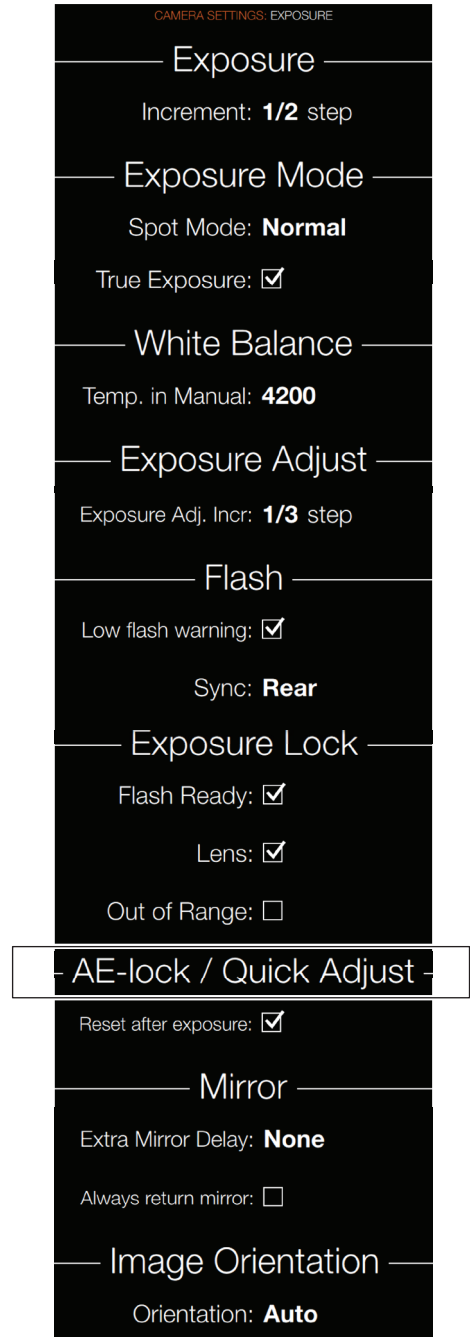 CAMERA SETTINGS: EXPOSURE
Exposure
Increment: 1/2 step
Exposure Mode
Spot Mode: Normal
True Exposure: ☑
White Balance
Temp. in Manual: 4200
Exposure Adjust
Exposure Adj. Incr: 1/3 step
Flash
Low flash warning: ☑
Sync: Rear
Exposure Lock
Flash Ready: ☑
Lens: ☑
Out of Range: ☐
AE-lock / Quick Adjust
Reset after exposure: ☑
Mirror
Extra Mirror Delay: None
Always return mirror: ☐
Image Orientation
Orientation: Auto